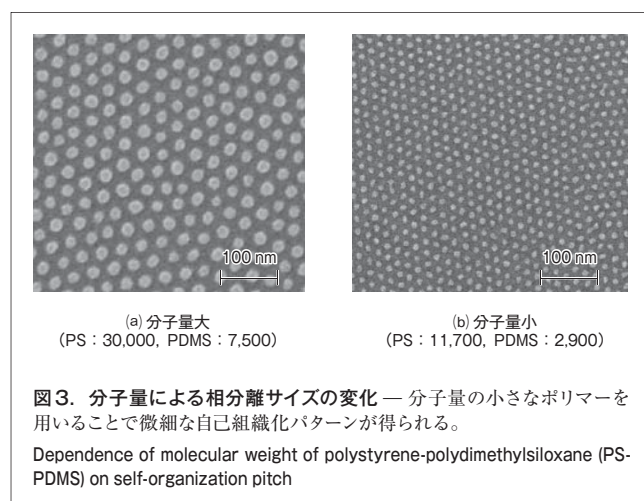 100 nm
100 nm
(a) 分子量大
(PS：30,000, PDMS：7,500)
(b) 分子量小
(PS：11,700, PDMS：2,900)
図3．分子量による相分離サイズの変化 ― 分子量の小さなポリマーを
用いることで微細な自己組織化パターンが得られる。
Dependence of molecular weight of polystyrene-polydimethylsiloxane (PS-
PDMS) on self-organization pitch